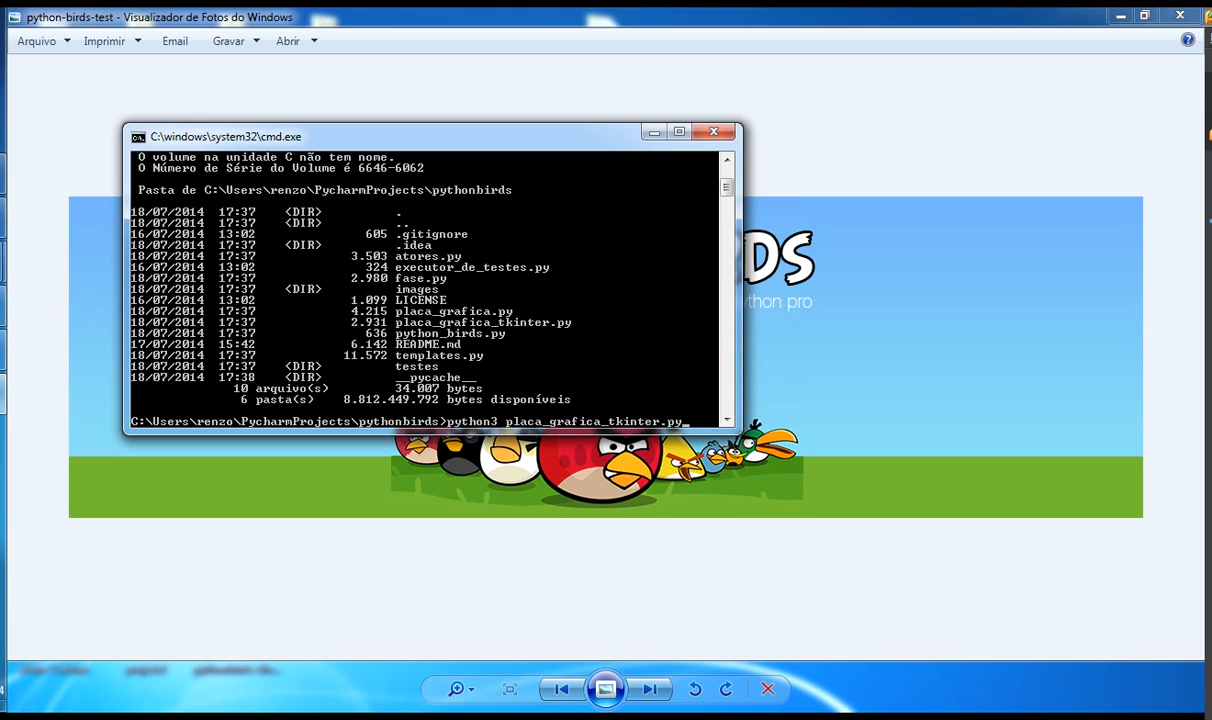 python-birds-test - Visualizador de Fotos do Windows
Arquivo Imprimir Email Gravar Abrir
C:\windows\system32\cmd.exe
O volume na unidade C não tem nome.
O Número de Série do Volume é 6646-6062
Pasta de C:\Users\renzo\PycharmProjects\pythonbirds
18/07/2014 17:37 <DIR> .
18/07/2014 17:37 <DIR> ..
16/07/2014 13:02 605 .gitignore
18/07/2014 17:37 <DIR> .idea
18/07/2014 17:37 3.503 atores.py
16/07/2014 13:02 324 executor_de_testes.py
18/07/2014 17:37 2.980 fase.py
18/07/2014 17:37 <DIR> images
16/07/2014 13:02 1.099 LICENSE
18/07/2014 17:37 4.215 placa_grafica.py
18/07/2014 17:37 2.931 placa_grafica_tkinter.py
18/07/2014 17:37 636 python_birds.py
17/07/2014 15:42 6.142 README.md
18/07/2014 17:37 11.572 templates.py
18/07/2014 17:37 <DIR> testes
18/07/2014 17:38 <DIR> __pycache__
10 arquivo(s) 34.007 bytes
6 pasta(s) 8.812.449.792 bytes disponíveis
C:\Users\renzo\PycharmProjects\pythonbirds>python3 placa_grafica_tkinter.py
DS
thon pro